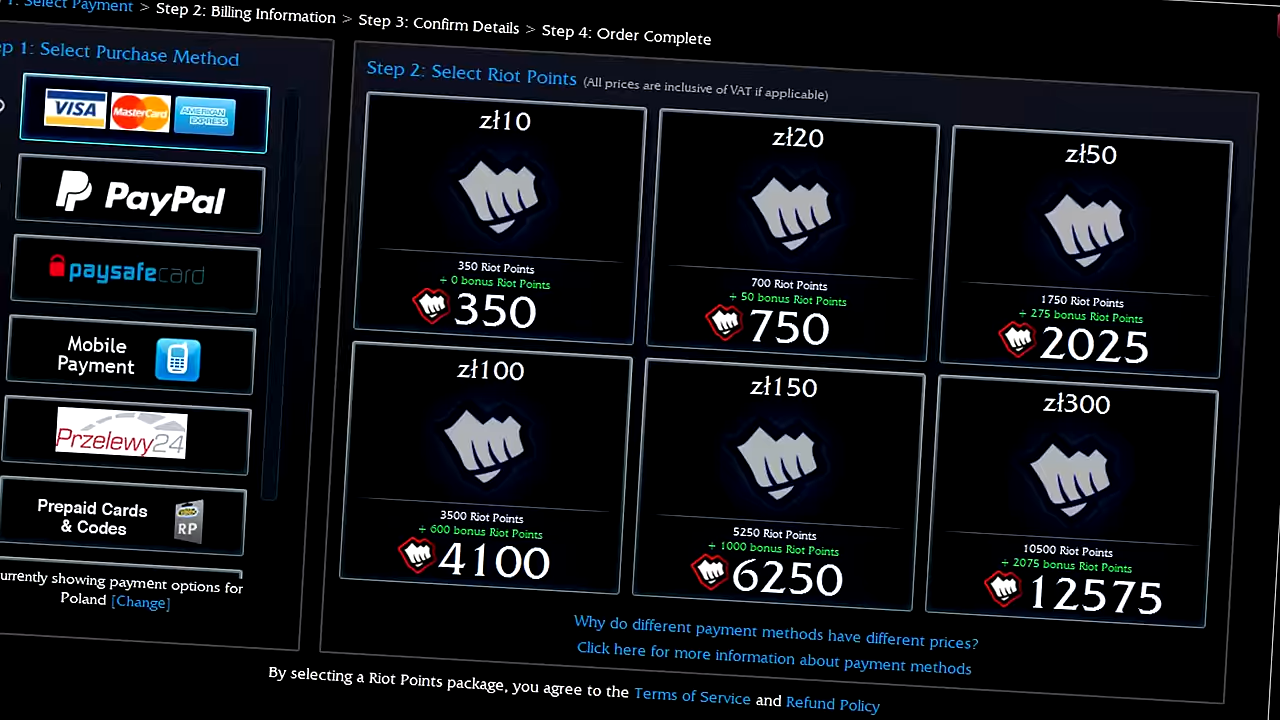 1: Select Payment > Step 2: Billing Information > Step 3: Confirm Details > Step 4: Order Complete
1: Select Purchase Method
VISA MasterCard AMERICAN EXPRESS
PayPal
paysafecard
Mobile
Payment
Przelewy24
Prepaid Cards
& Codes
RP
showing payment options for
Poland [Change]
Step 2: Select Riot Points (All prices are inclusive of VAT if applicable)
zł10
350 Riot Points
+ 0 bonus Riot Points
350
zł20
700 Riot Points
+ 50 bonus Riot Points
750
zł50
1750 Riot Points
+ 275 bonus Riot Points
2025
zł100
3500 Riot Points
+ 600 bonus Riot Points
4100
zł150
5250 Riot Points
+ 1000 bonus Riot Points
6250
zł300
10500 Riot Points
+ 2075 bonus Riot Points
12575
Why do different payment methods have different prices?
Click here for more information about payment methods
By selecting a Riot Points package, you agree to the Terms of Service and Refund Policy